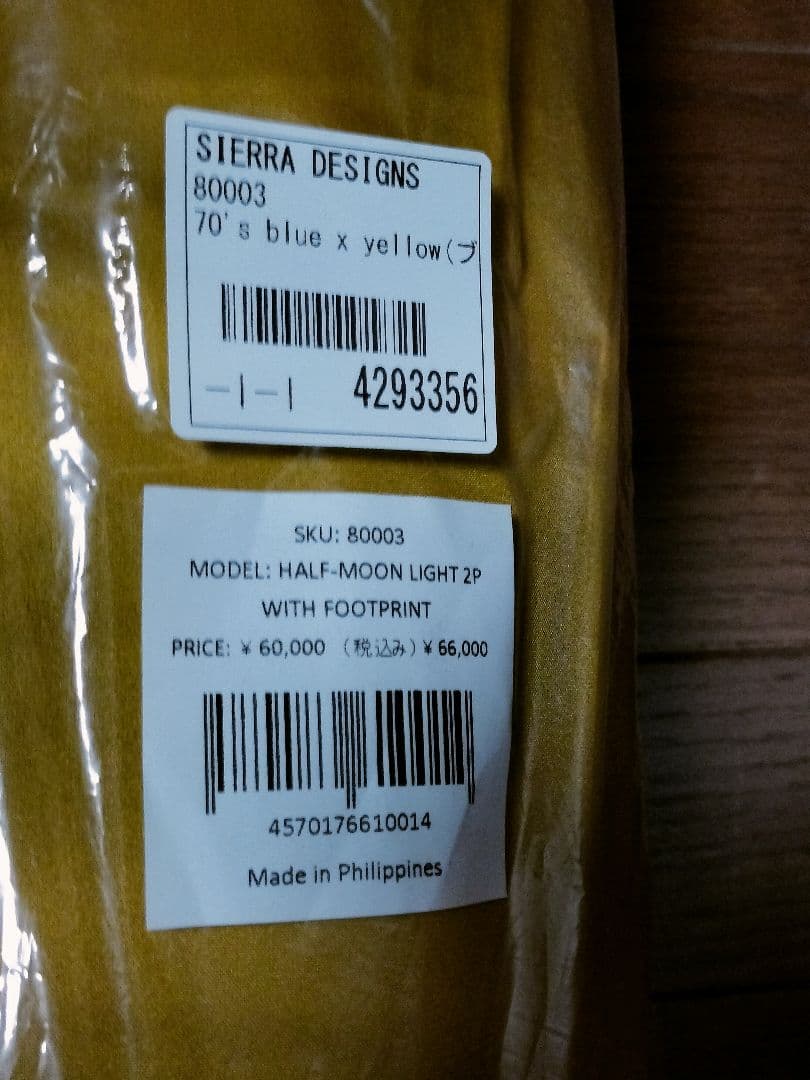 SIERRA DESIGNS
80003
70's blue x yellow(ブ
-|-| 4293356
SKU: 80003
MODEL: HALF-MOON LIGHT 2P
WITH FOOTPRINT
PRICE: ¥ 60,000 (税込み) ¥ 66,000
4570176610014
Made in Philippines